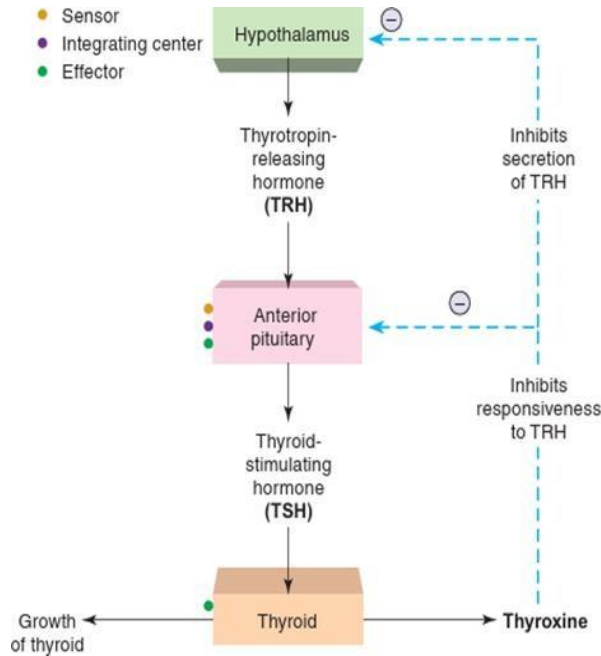 Sensor
Integrating center
Effector
Hypothalamus
−
Thyrotropin-
releasing
hormone
(TRH)
Inhibits
secretion
of TRH
Anterior
pituitary
−
Inhibits
responsiveness
to TRH
Thyroid-
stimulating
hormone
(TSH)
Growth
of thyroid
Thyroid
Thyroxine